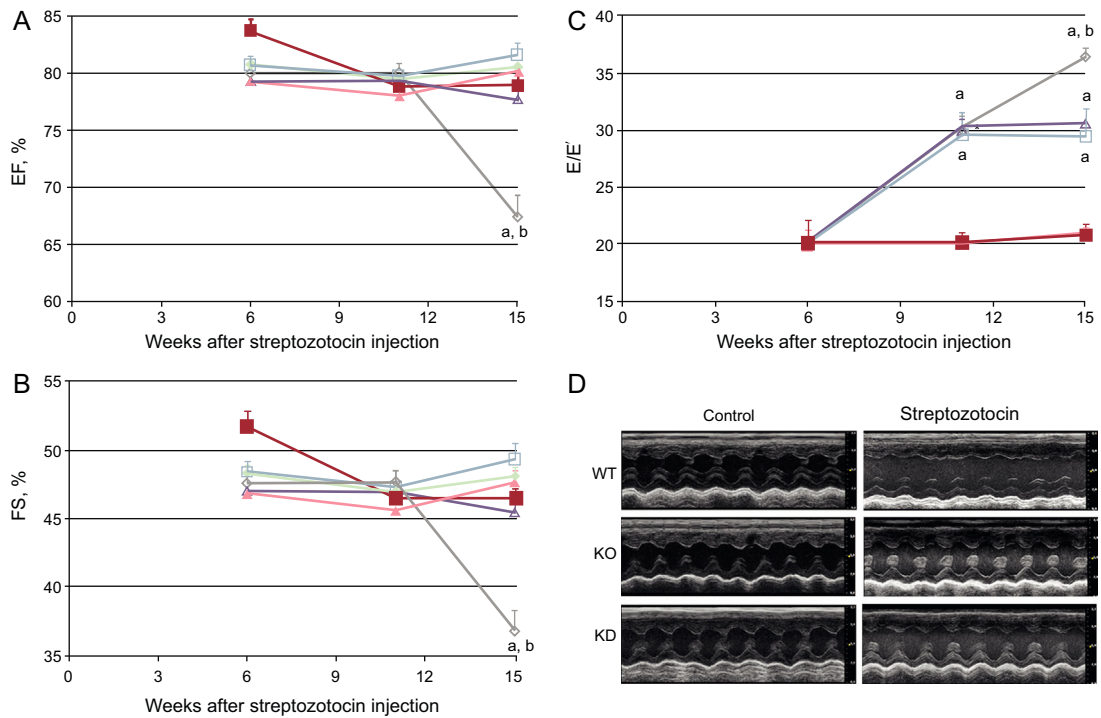 A
85
80
75
70
65
60
EF, %
a, b
0 3 6 9 12 15
Weeks after streptozotocin injection
B
55
50
45
40
35
FS, %
a, b
0 3 6 9 12 15
Weeks after streptozotocin injection
C
40
35
30
25
20
15
E/E′
a, b
a
a
a
a
0 3 6 9 12 15
Weeks after streptozotocin injection
D
Control Streptozotocin
WT
KO
KD